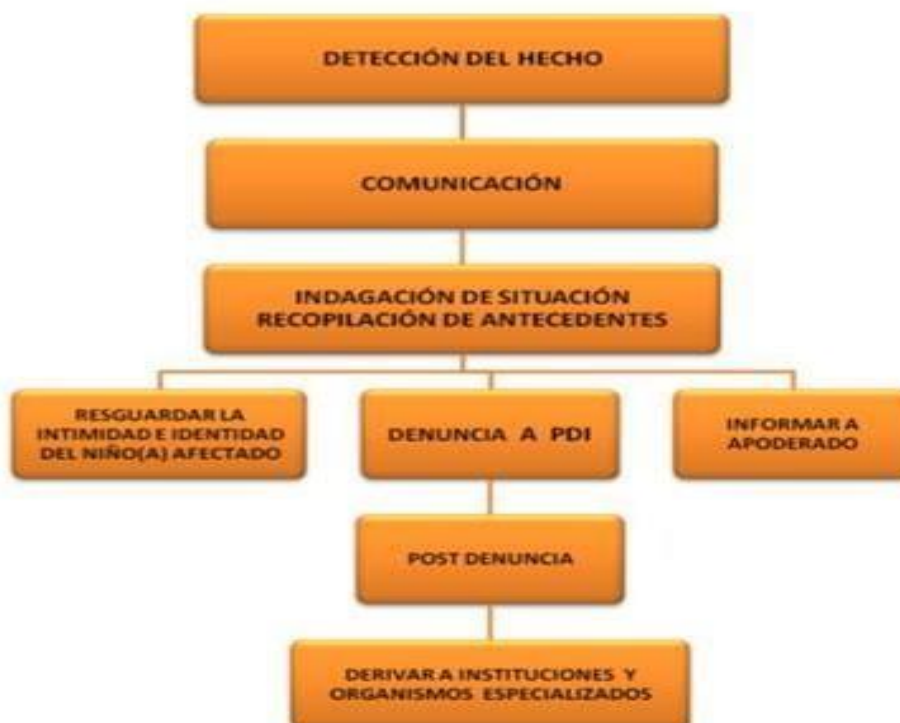 DETECCIÓN DEL HECHO
COMUNICACIÓN
INDAGACIÓN DE SITUACIÓN
RECOPILACIÓN DE ANTECEDENTES
RESGUARDAR LA
INTIMIDAD E IDENTIDAD
DEL NIÑO(A) AFECTADO
DENUNCIA A PDI
INFORMAR A
APODERADO
POST DENUNCIA
DERIVAR A INSTITUCIONES Y
ORGANISMOS ESPECIALIZADOS